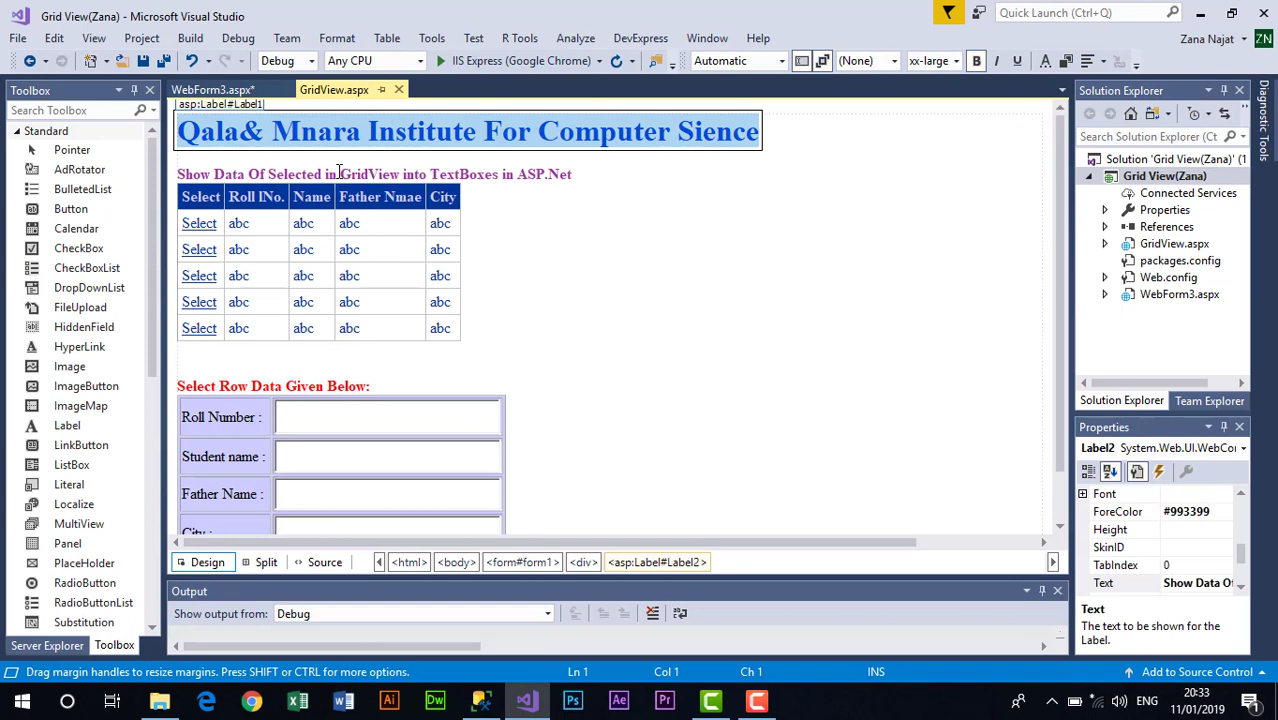 Grid View(Zana) - Microsoft Visual Studio
Quick Launch (Ctrl+Q)
File Edit View Project Build Debug Team Format Table Tools Test R Tools Analyze DevExpress Window Help
Zana Najat
ZN
Debug Any CPU IIS Express (Google Chrome) Automatic (None) xx-large B I
Toolbox
WebForm3.aspx* GridView.aspx
Solution Explorer
Diagnostic Tools
Search Toolbox
Standard
Pointer
AdRotator
BulletedList
Button
Calendar
CheckBox
CheckBoxList
DropDownList
FileUpload
HiddenField
HyperLink
Image
ImageButton
ImageMap
Label
LinkButton
ListBox
Literal
Localize
MultiView
Panel
PlaceHolder
RadioButton
RadioButtonList
Substitution
Server Explorer Toolbox
asp:Label#Label1
Qala& Mnara Institute For Computer Sience
Show Data Of Selected in GridView into TextBoxes in ASP.Net
Select Roll lNo. Name Father Nmae City
Select abc abc abc abc
Select abc abc abc abc
Select abc abc abc abc
Select abc abc abc abc
Select abc abc abc abc
Select Row Data Given Below:
Roll Number :
Student name :
Father Name :
City :
Design Split Source <html> <body> <form#form1> <div> <asp:Label#Label2>
Output
Show output from: Debug
Search Solution Explorer (Ctrl+;)
Solution 'Grid View(Zana)' (1
Grid View(Zana)
Connected Services
Properties
References
GridView.aspx
packages.config
Web.config
WebForm3.aspx
Solution Explorer Team Explorer
Properties
Label2 System.Web.UI.WebCor
Font
ForeColor #993399
Height
SkinID
TabIndex 0
Text Show Data Of
Text
The text to be shown for the Label.
Drag margin handles to resize margins. Press SHIFT or CTRL for more options. Ln 1 Col 1 Ch 1 INS Add to Source Control
ENG
20:33
11/01/2019